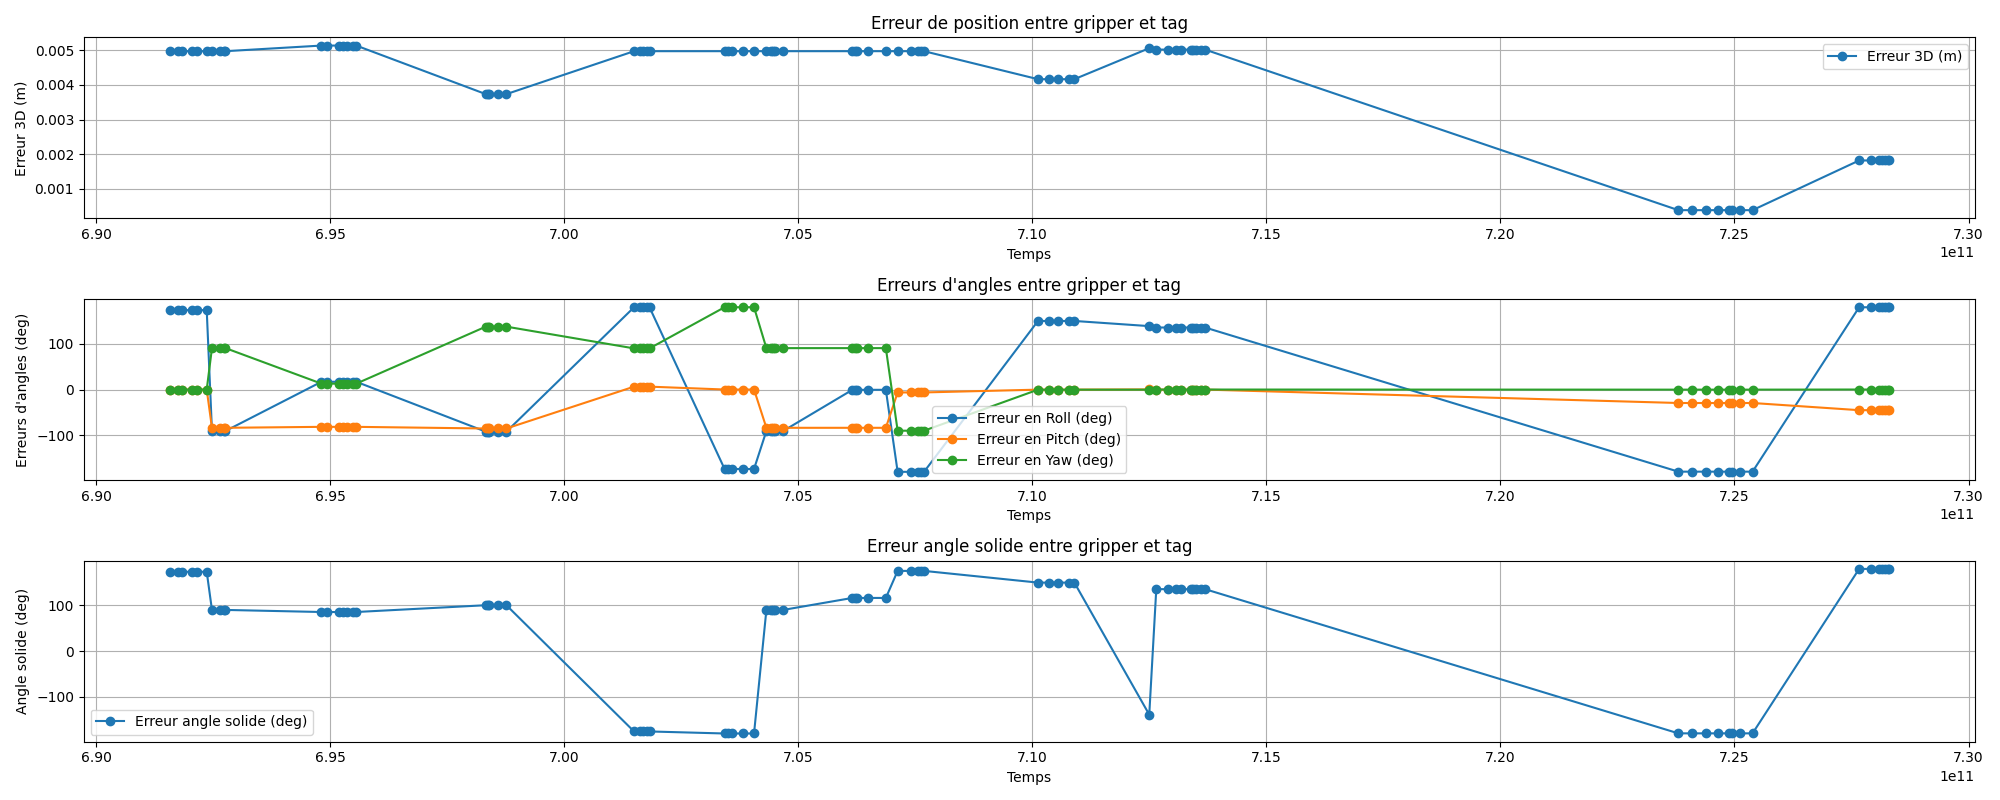 Erreur de position entre gripper et tag
Erreur 3D (m)
0.005
0.004
0.003
0.002
0.001
Erreur 3D (m)
6.90 6.95 7.00 7.05 7.10 7.15 7.20 7.25 7.30
1e11
Temps
Erreurs d'angles entre gripper et tag
Erreurs d'angles (deg)
100
0
−100
Erreur en Roll (deg)
Erreur en Pitch (deg)
Erreur en Yaw (deg)
6.90 6.95 7.00 7.05 7.10 7.15 7.20 7.25 7.30
1e11
Temps
Erreur angle solide entre gripper et tag
Angle solide (deg)
100
0
−100
Erreur angle solide (deg)
6.90 6.95 7.00 7.05 7.10 7.15 7.20 7.25 7.30
1e11
Temps